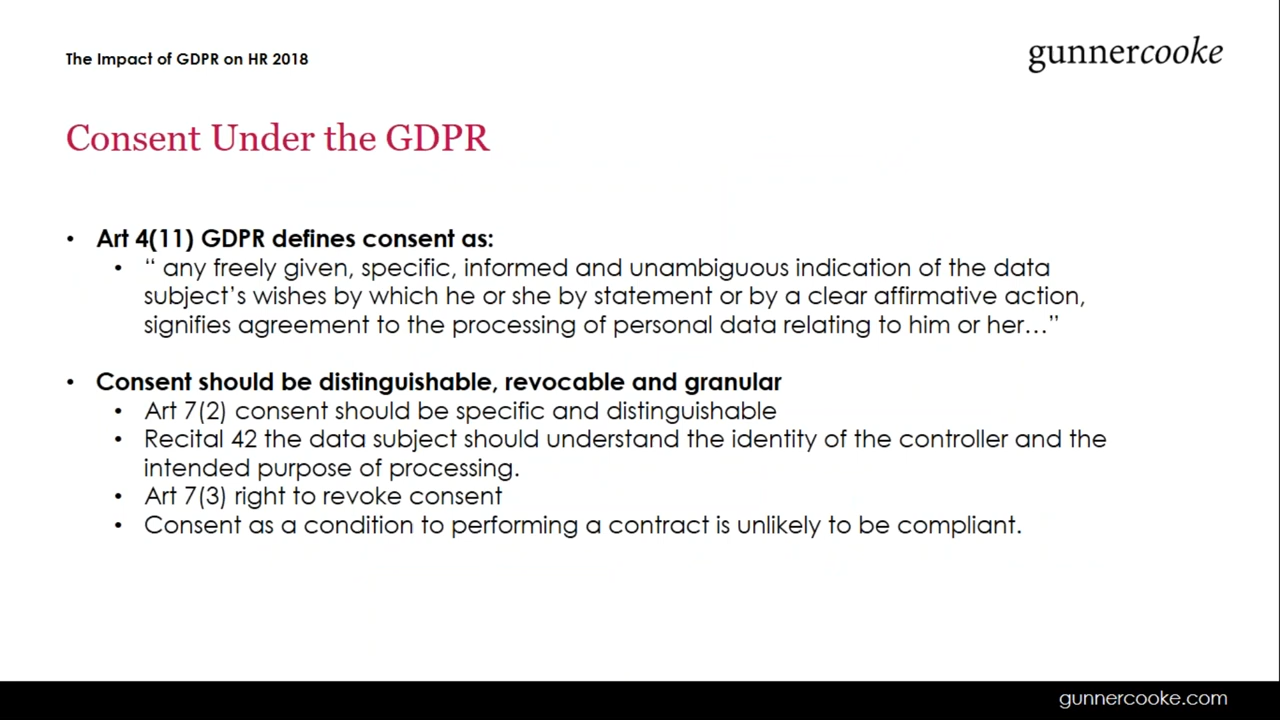 The Impact of GDPR on HR 2018
gunnercooke
Consent Under the GDPR
• Art 4(11) GDPR defines consent as:
• “ any freely given, specific, informed and unambiguous indication of the data
subject’s wishes by which he or she by statement or by a clear affirmative action,
signifies agreement to the processing of personal data relating to him or her…”
• Consent should be distinguishable, revocable and granular
• Art 7(2) consent should be specific and distinguishable
• Recital 42 the data subject should understand the identity of the controller and the
intended purpose of processing.
• Art 7(3) right to revoke consent
• Consent as a condition to performing a contract is unlikely to be compliant.
gunnercooke.com